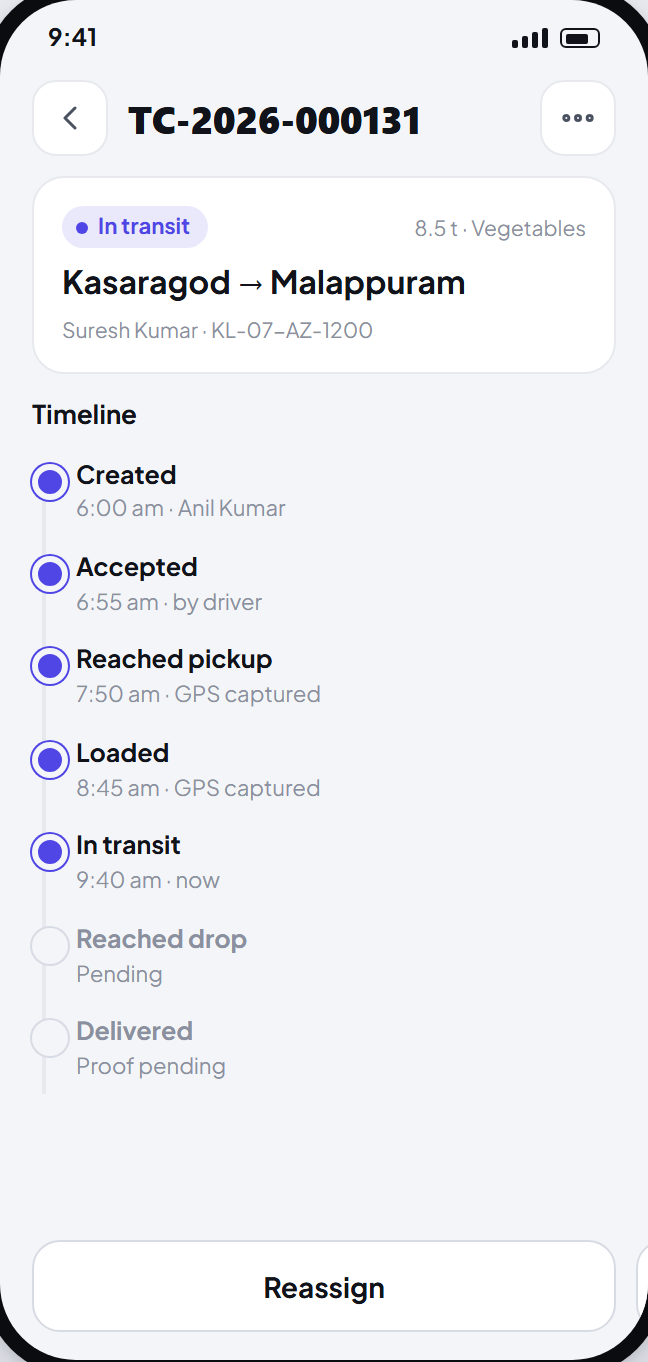 9:41
TC-2026-000131
In transit
8.5 t · Vegetables
Kasaragod → Malappuram
Suresh Kumar · KL-07-AZ-1200
Timeline
Created
6:00 am · Anil Kumar
Accepted
6:55 am · by driver
Reached pickup
7:50 am · GPS captured
Loaded
8:45 am · GPS captured
In transit
9:40 am · now
Reached drop
Pending
Delivered
Proof pending
Reassign